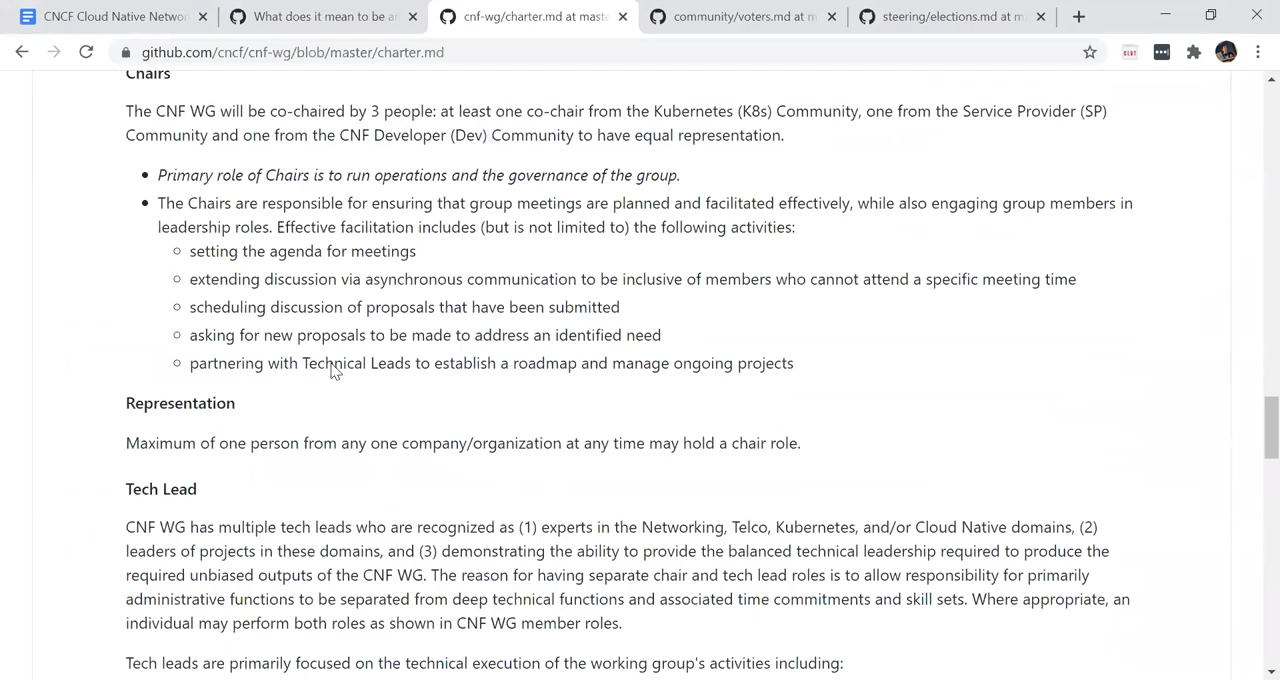 CNCF Cloud Native Networ
What does it mean to be an
cnf-wg/charter.md at maste
community/voters.md at m
steering/elections.md at m
github.com/cncf/cnf-wg/blob/master/charter.md
Chairs
The CNF WG will be co-chaired by 3 people: at least one co-chair from the Kubernetes (K8s) Community, one from the Service Provider (SP)
Community and one from the CNF Developer (Dev) Community to have equal representation.
Primary role of Chairs is to run operations and the governance of the group.
The Chairs are responsible for ensuring that group meetings are planned and facilitated effectively, while also engaging group members in
leadership roles. Effective facilitation includes (but is not limited to) the following activities:
setting the agenda for meetings
extending discussion via asynchronous communication to be inclusive of members who cannot attend a specific meeting time
scheduling discussion of proposals that have been submitted
asking for new proposals to be made to address an identified need
partnering with Technical Leads to establish a roadmap and manage ongoing projects
Representation
Maximum of one person from any one company/organization at any time may hold a chair role.
Tech Lead
CNF WG has multiple tech leads who are recognized as (1) experts in the Networking, Telco, Kubernetes, and/or Cloud Native domains, (2)
leaders of projects in these domains, and (3) demonstrating the ability to provide the balanced technical leadership required to produce the
required unbiased outputs of the CNF WG. The reason for having separate chair and tech lead roles is to allow responsibility for primarily
administrative functions to be separated from deep technical functions and associated time commitments and skill sets. Where appropriate, an
individual may perform both roles as shown in CNF WG member roles.
Tech leads are primarily focused on the technical execution of the working group's activities including: